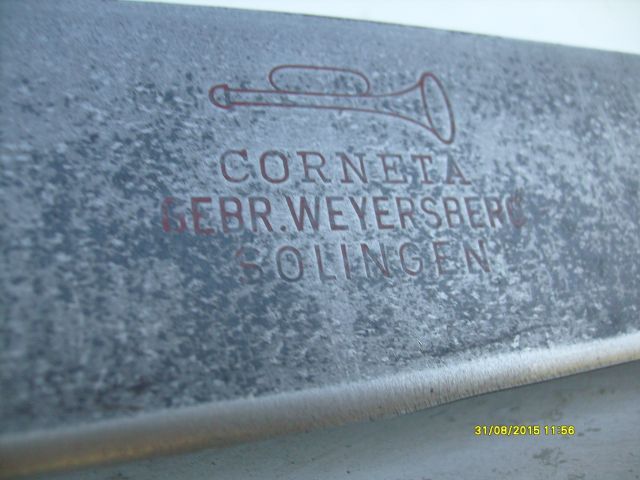 CORNETA
GEBR. WEYERSBERG
SOLINGEN
31/08/2015 11:56